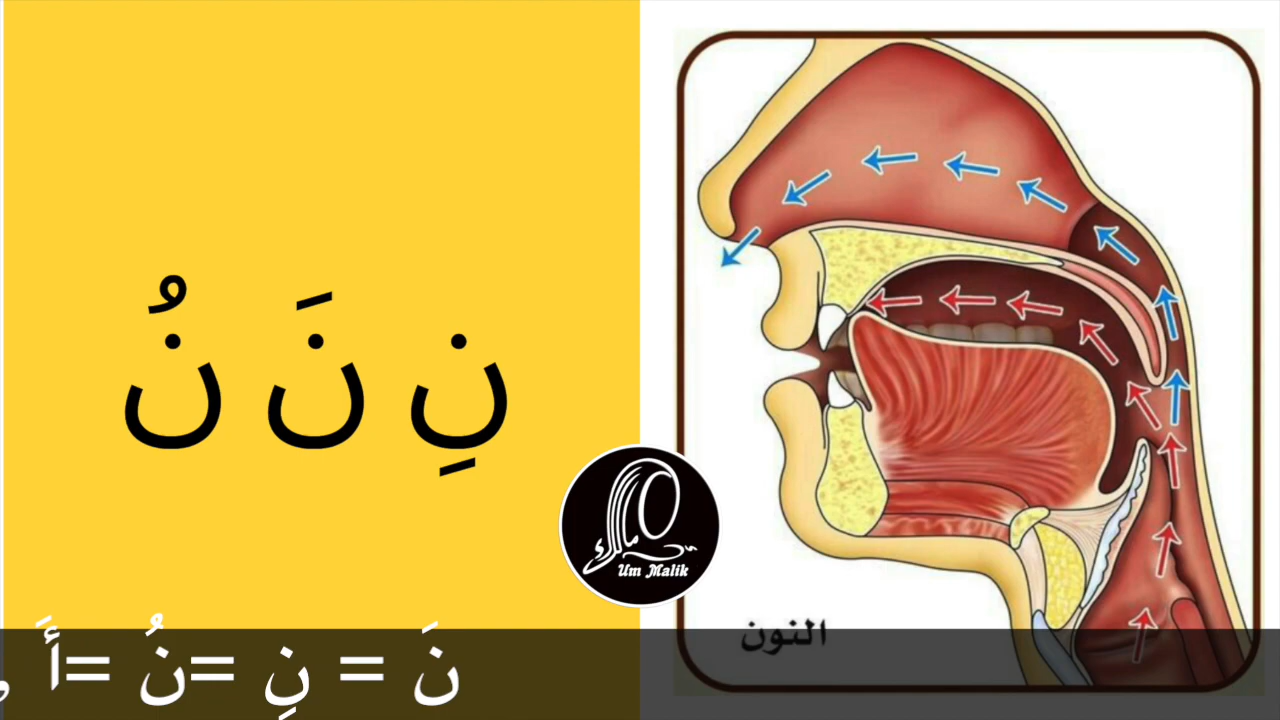 نِ نَ نُ
Um Malik
النون
نَ = نِ =نُ =أَ